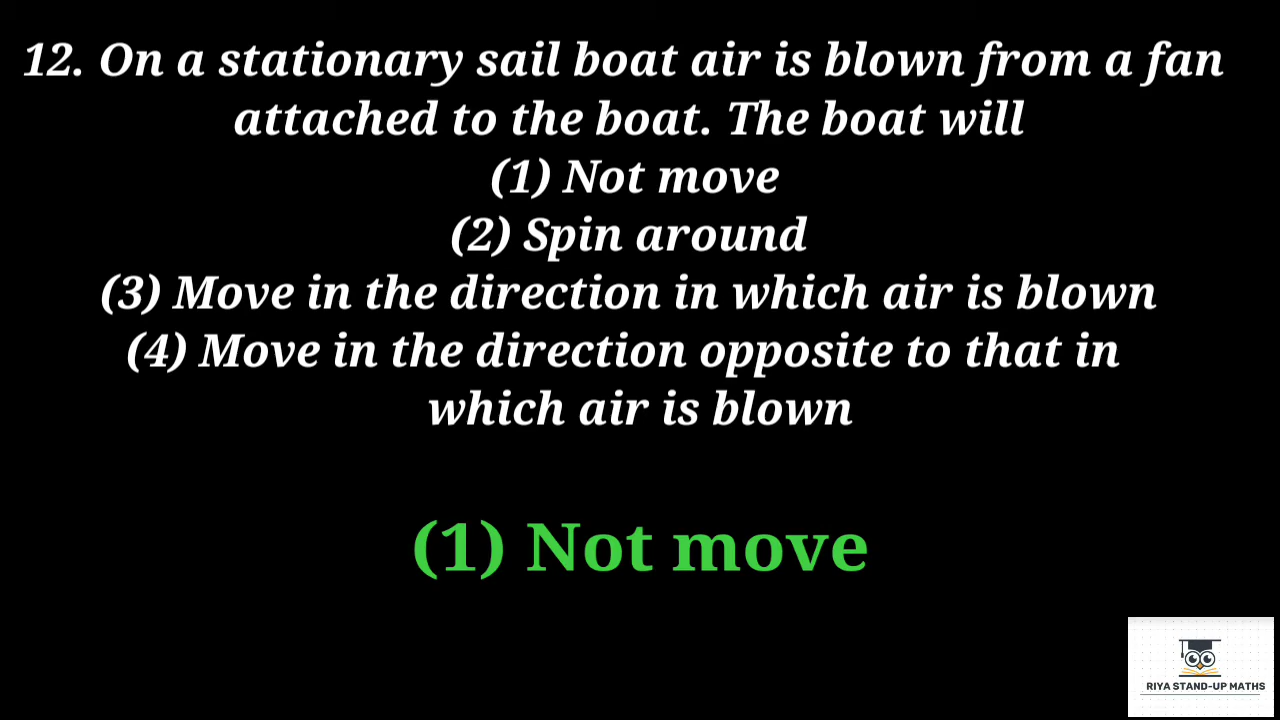 12. On a stationary sail boat air is blown from a fan
attached to the boat. The boat will
(1) Not move
(2) Spin around
(3) Move in the direction in which air is blown
(4) Move in the direction opposite to that in
which air is blown
(1) Not move
RIYA STAND-UP MATHS